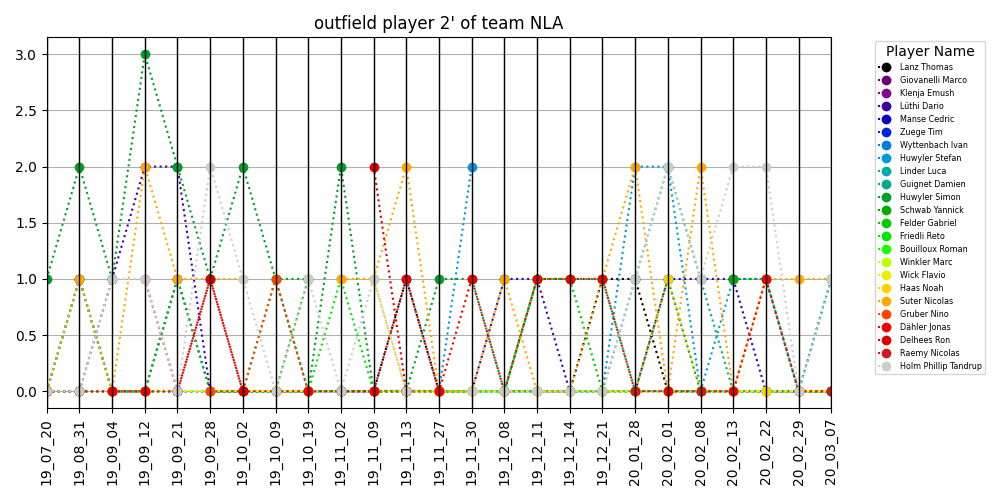 outfield player 2' of team NLA
3.0
2.5
2.0
1.5
1.0
0.5
0.0
19_07_20
19_08_31
19_09_04
19_09_12
19_09_21
19_09_28
19_10_02
19_10_09
19_10_19
19_11_02
19_11_09
19_11_13
19_11_27
19_11_30
19_12_08
19_12_11
19_12_14
19_12_21
20_01_28
20_02_01
20_02_08
20_02_13
20_02_22
20_02_29
20_03_07
Player Name
Lanz Thomas
Giovanelli Marco
Klenja Emush
Lüthi Dario
Manse Cedric
Zuege Tim
Wyttenbach Ivan
Huwyler Stefan
Linder Luca
Guignet Damien
Huwyler Simon
Schwab Yannick
Felder Gabriel
Friedli Reto
Bouilloux Roman
Winkler Marc
Wick Flavio
Haas Noah
Suter Nicolas
Gruber Nino
Dähler Jonas
Delhees Ron
Raemy Nicolas
Holm Phillip Tandrup